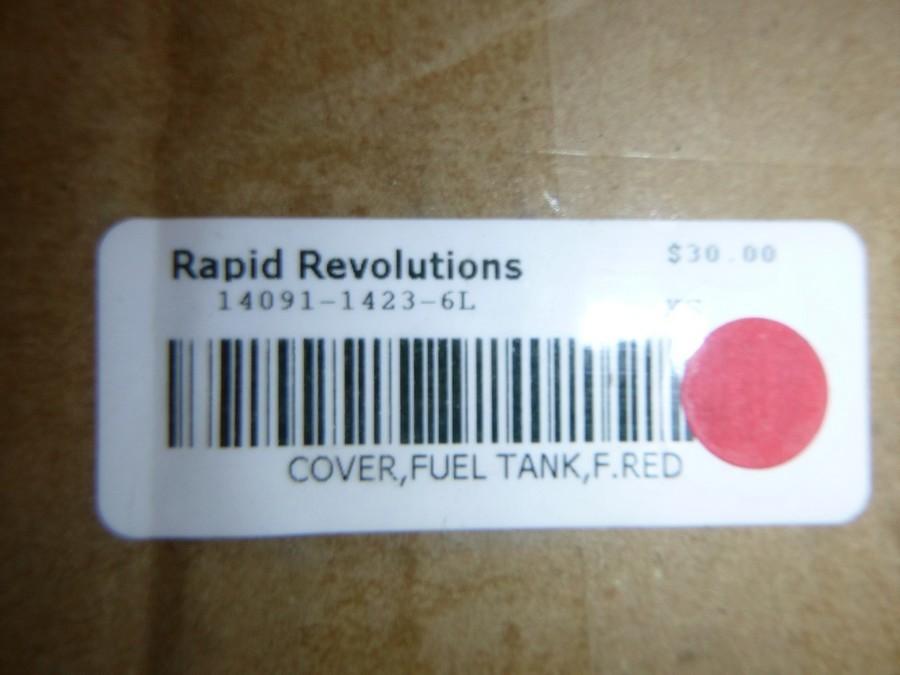 Rapid Revolutions
$30.00
14091-1423-6L
COVER,FUEL TANK,F.RED